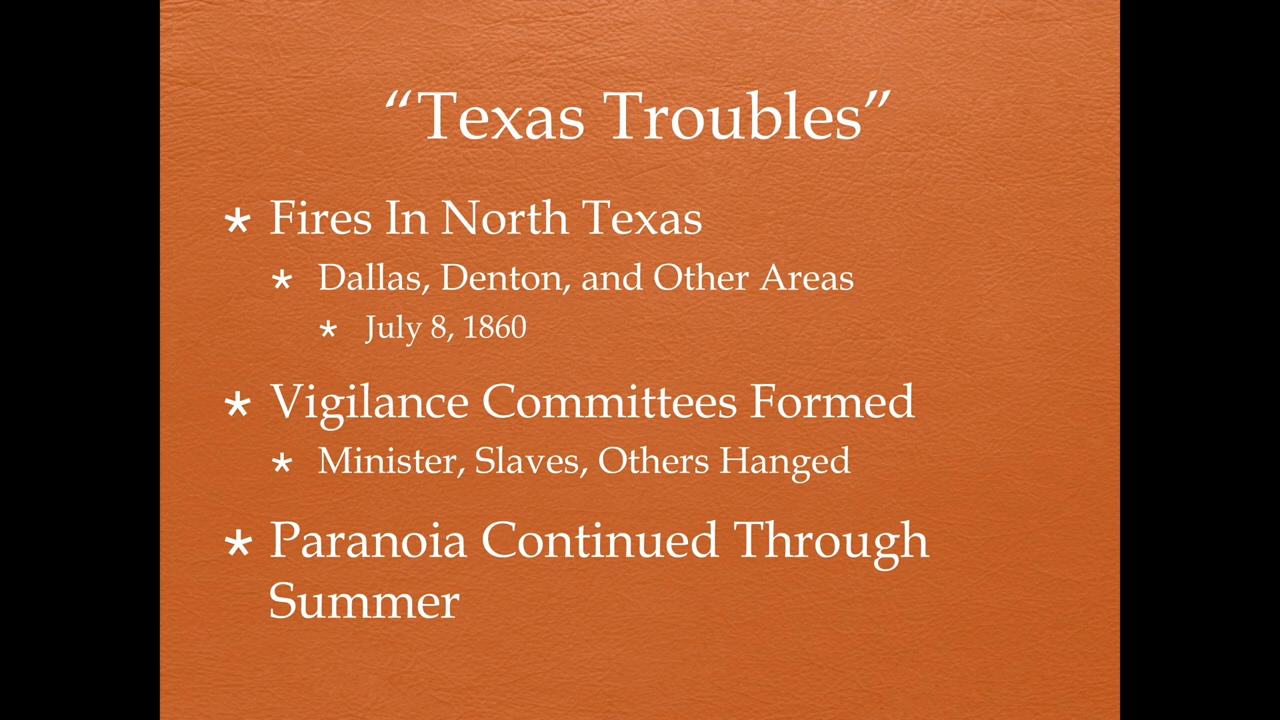 “Texas Troubles”
* Fires In North Texas
* Dallas, Denton, and Other Areas
* July 8, 1860
* Vigilance Committees Formed
* Minister, Slaves, Others Hanged
* Paranoia Continued Through
Summer